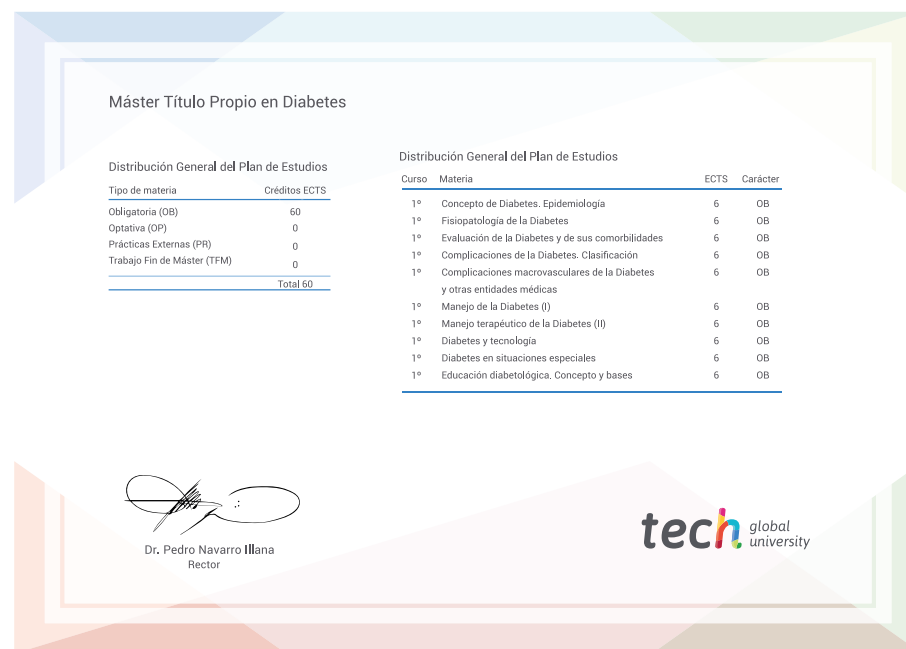 Máster Título Propio en Diabetes
Distribución General del Plan de Estudios
Tipo de materia Créditos ECTS
Obligatoria (OB) 60
Optativa (OP) 0
Prácticas Externas (PR) 0
Trabajo Fin de Máster (TFM) 0
Total 60
Distribución General del Plan de Estudios
Curso Materia ECTS Carácter
1º Concepto de Diabetes. Epidemiología 6 OB
1º Fisiopatología de la Diabetes 6 OB
1º Evaluación de la Diabetes y de sus comorbilidades 6 OB
1º Complicaciones de la Diabetes. Clasificación 6 OB
1º Complicaciones macrovasculares de la Diabetes 6 OB
y otras entidades médicas
1º Manejo de la Diabetes (I) 6 OB
1º Manejo terapéutico de la Diabetes (II) 6 OB
1º Diabetes y tecnología 6 OB
1º Diabetes en situaciones especiales 6 OB
1º Educación diabetológica. Concepto y bases 6 OB
Dr. Pedro Navarro Illana
Rector
tech global
university